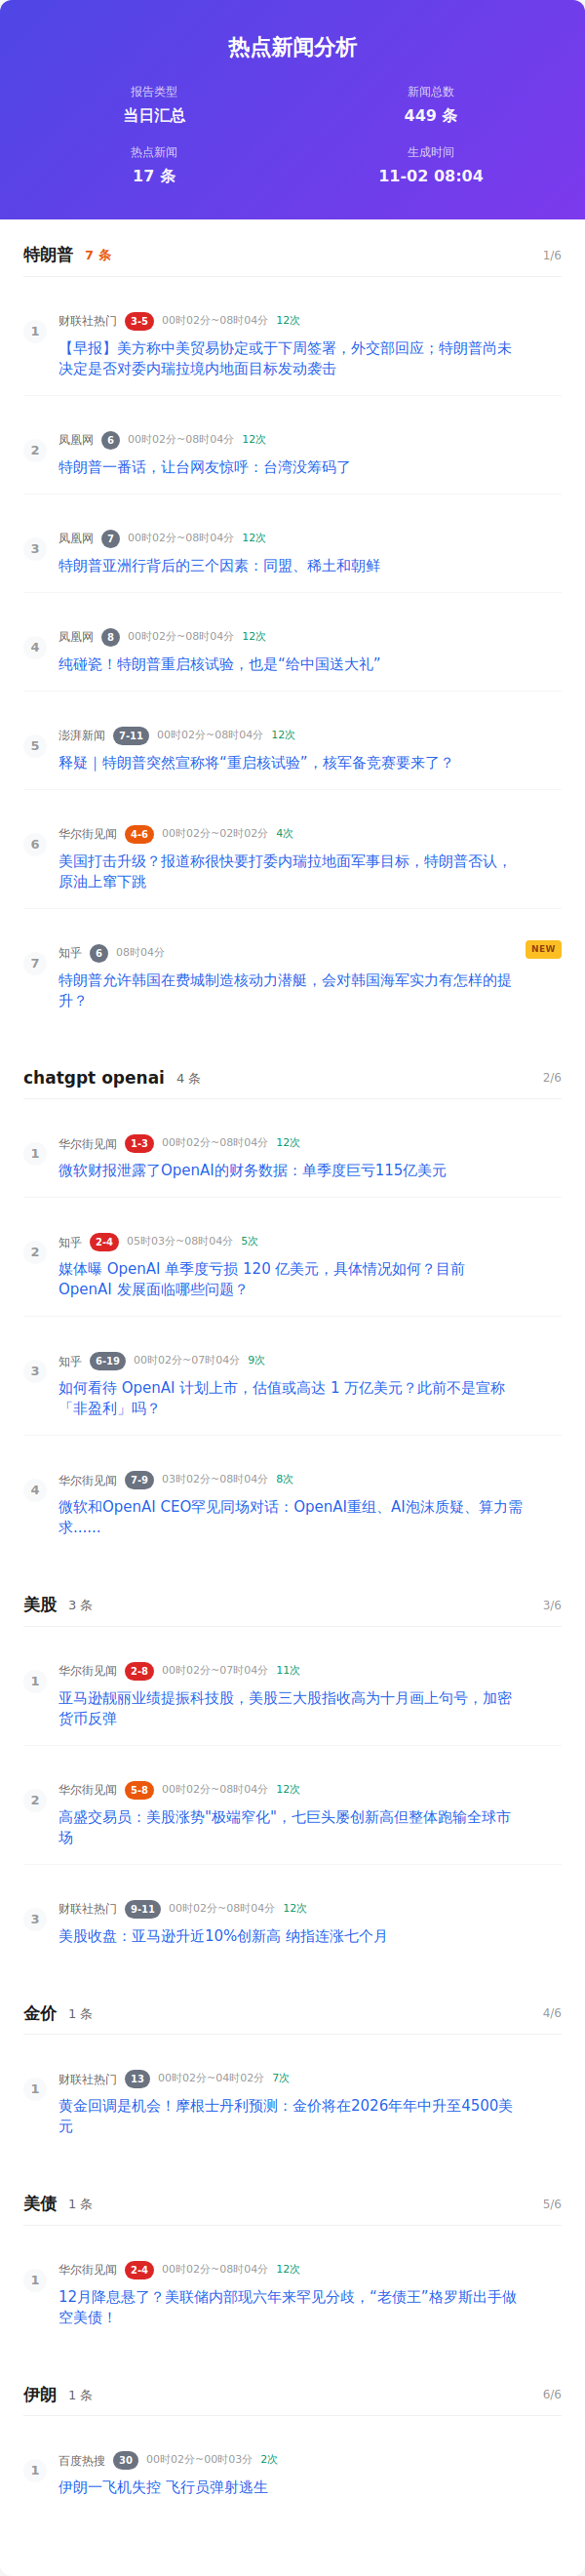 热点新闻分析
报告类型
当日汇总
新闻总数
449 条
热点新闻
17 条
生成时间
11-02 08:04
特朗普 7 条 1/6
1
财联社热门 3-5 00时02分~08时04分 12次
【早报】美方称中美贸易协定或于下周签署，外交部回应；特朗普尚未
决定是否对委内瑞拉境内地面目标发动袭击
2
凤凰网 6 00时02分~08时04分 12次
特朗普一番话，让台网友惊呼：台湾没筹码了
3
凤凰网 7 00时02分~08时04分 12次
特朗普亚洲行背后的三个因素：同盟、稀土和朝鲜
4
凤凰网 8 00时02分~08时04分 12次
纯碰瓷！特朗普重启核试验，也是“给中国送大礼”
5
澎湃新闻 7-11 00时02分~08时04分 12次
释疑｜特朗普突然宣称将“重启核试验”，核军备竞赛要来了？
6
华尔街见闻 4-6 00时02分~02时02分 4次
美国打击升级？报道称很快要打委内瑞拉地面军事目标，特朗普否认，
原油上窜下跳
7
知乎 6 08时04分 NEW
特朗普允许韩国在费城制造核动力潜艇，会对韩国海军实力有怎样的提
升？
chatgpt openai 4 条 2/6
1
华尔街见闻 1-3 00时02分~08时04分 12次
微软财报泄露了OpenAI的财务数据：单季度巨亏115亿美元
2
知乎 2-4 05时03分~08时04分 5次
媒体曝 OpenAI 单季度亏损 120 亿美元，具体情况如何？目前
OpenAI 发展面临哪些问题？
3
知乎 6-19 00时02分~07时04分 9次
如何看待 OpenAI 计划上市，估值或高达 1 万亿美元？此前不是宣称
「非盈利」吗？
4
华尔街见闻 7-9 03时02分~08时04分 8次
微软和OpenAI CEO罕见同场对话：OpenAI重组、AI泡沫质疑、算力需
求……
美股 3 条 3/6
1
华尔街见闻 2-8 00时02分~07时04分 11次
亚马逊靓丽业绩提振科技股，美股三大股指收高为十月画上句号，加密
货币反弹
2
华尔街见闻 5-8 00时02分~08时04分 12次
高盛交易员：美股涨势"极端窄化"，七巨头屡创新高但整体跑输全球市
场
3
财联社热门 9-11 00时02分~08时04分 12次
美股收盘：亚马逊升近10%创新高 纳指连涨七个月
金价 1 条 4/6
1
财联社热门 13 00时02分~04时02分 7次
黄金回调是机会！摩根士丹利预测：金价将在2026年年中升至4500美
元
美债 1 条 5/6
1
华尔街见闻 2-4 00时02分~08时04分 12次
12月降息悬了？美联储内部现六年来罕见分歧，“老债王”格罗斯出手做
空美债！
伊朗 1 条 6/6
1
百度热搜 30 00时02分~00时03分 2次
伊朗一飞机失控 飞行员弹射逃生